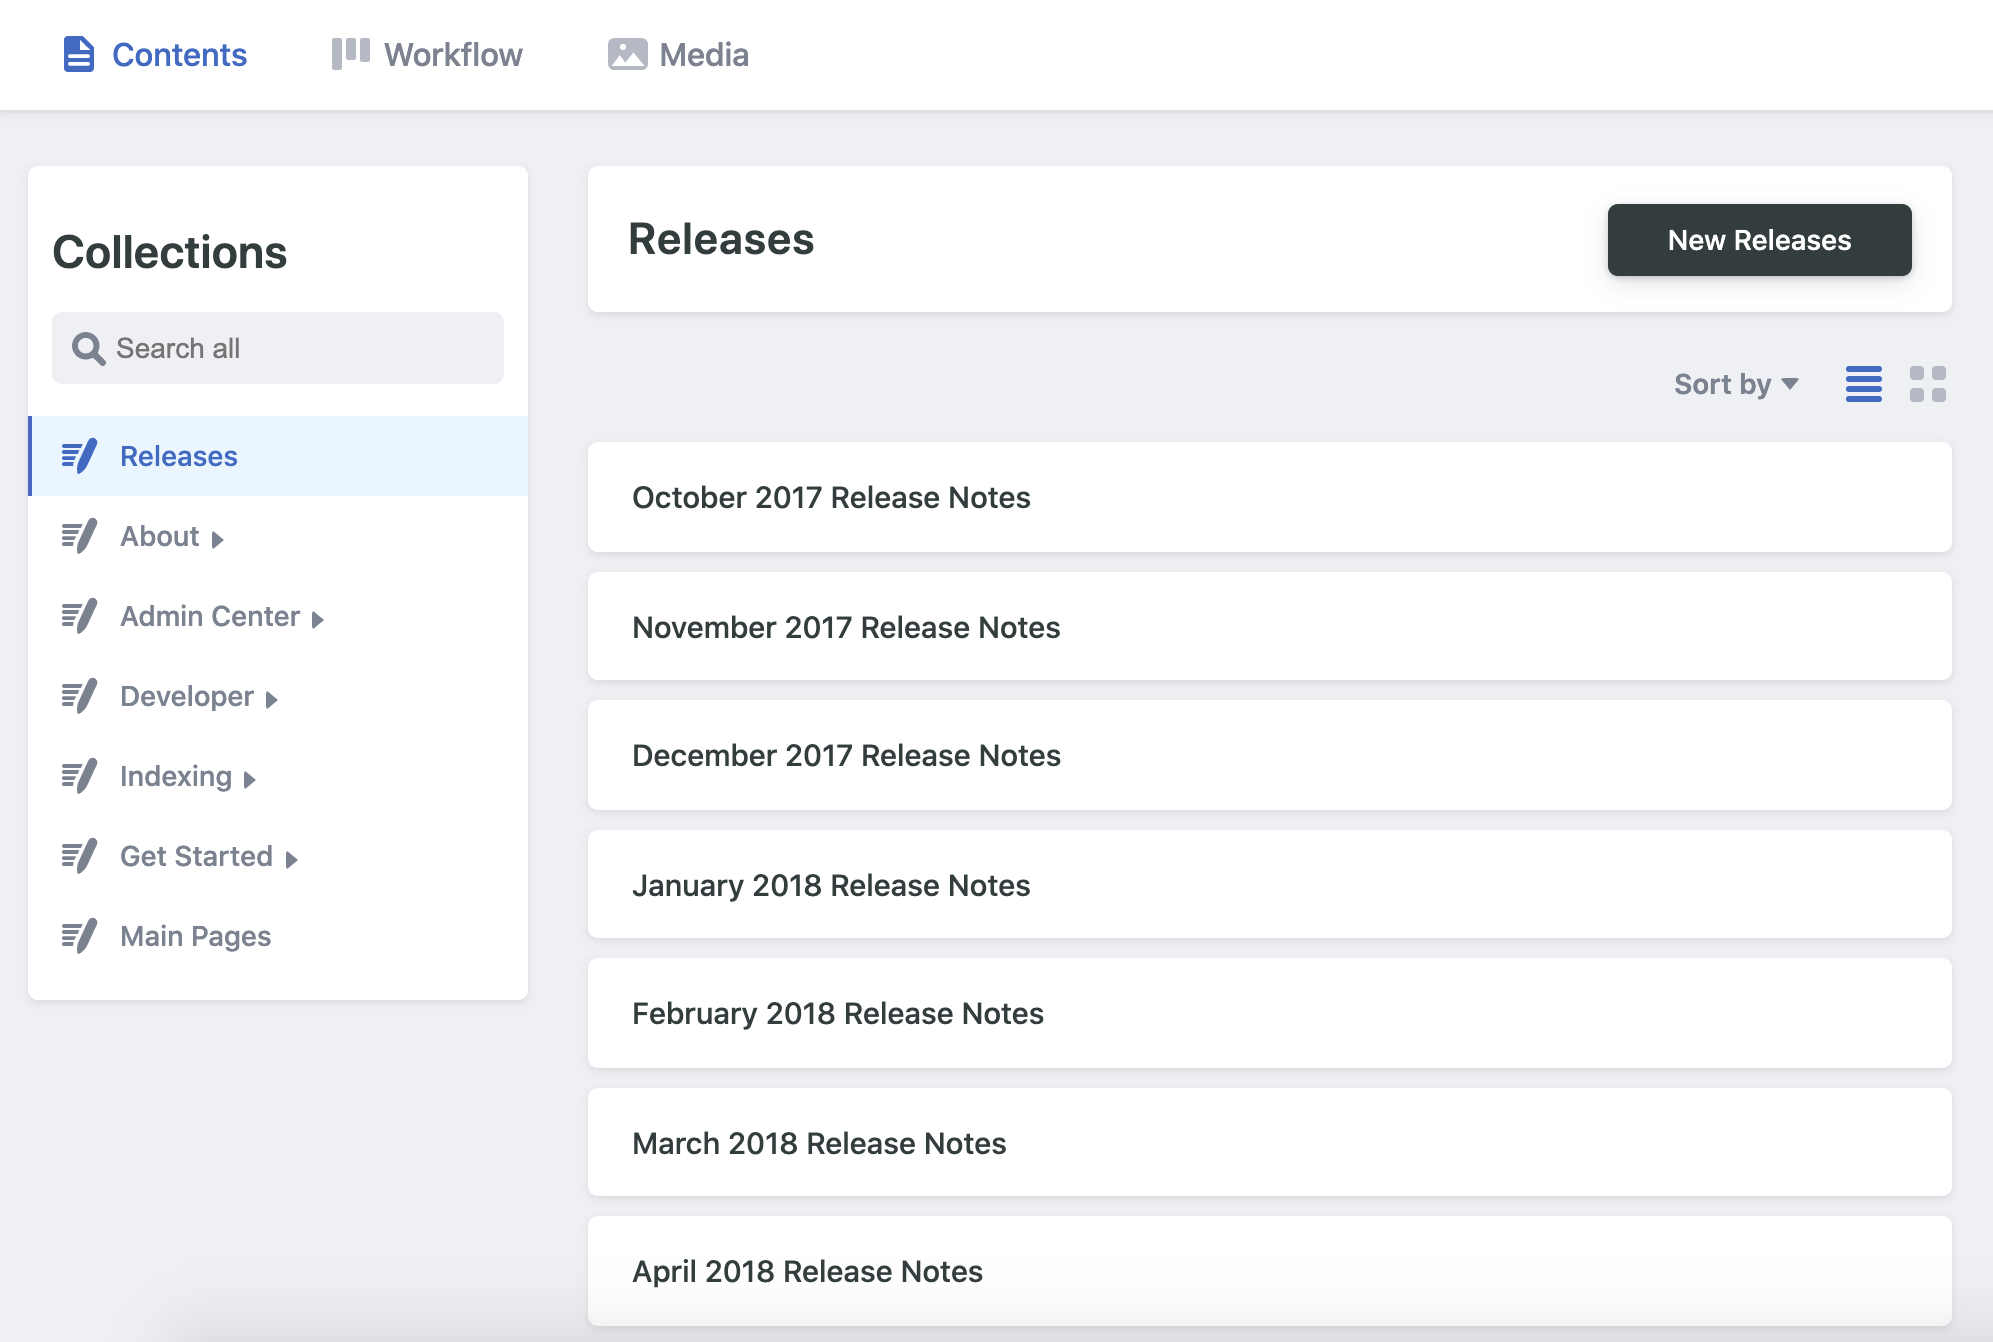 Contents
Workflow
Media
Collections
Search all
Releases
About
Admin Center
Developer
Indexing
Get Started
Main Pages
Releases
New Releases
Sort by
October 2017 Release Notes
November 2017 Release Notes
December 2017 Release Notes
January 2018 Release Notes
February 2018 Release Notes
March 2018 Release Notes
April 2018 Release Notes